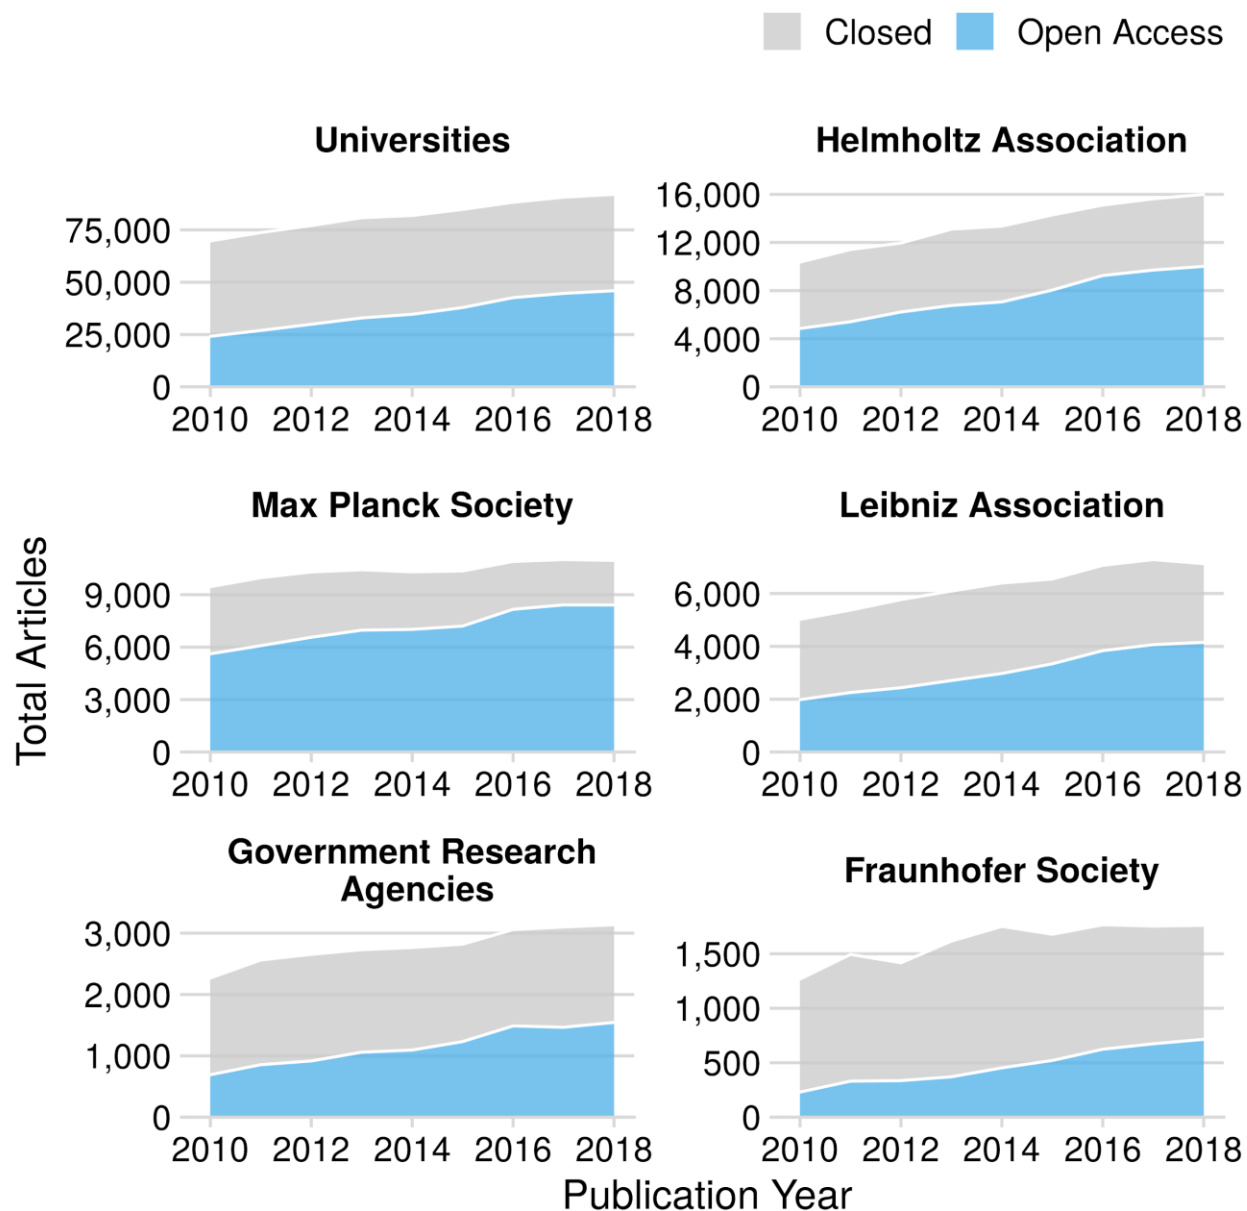 Closed Open Access
Universities
75,000
50,000
25,000
0
2010 2012 2014 2016 2018
Helmholtz Association
16,000
12,000
8,000
4,000
0
2010 2012 2014 2016 2018
Total Articles
Max Planck Society
9,000
6,000
3,000
0
2010 2012 2014 2016 2018
Leibniz Association
6,000
4,000
2,000
0
2010 2012 2014 2016 2018
Government Research
Agencies
3,000
2,000
1,000
0
2010 2012 2014 2016 2018
Fraunhofer Society
1,500
1,000
500
0
2010 2012 2014 2016 2018
Publication Year